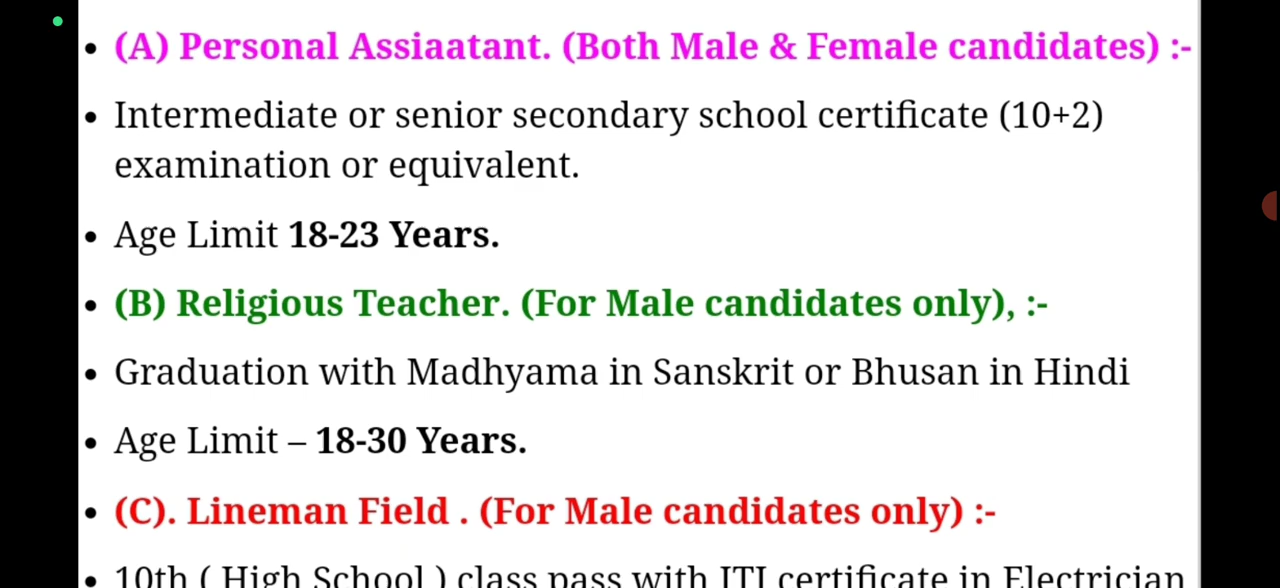 • (A) Personal Assiaatant. (Both Male & Female candidates) :-
• Intermediate or senior secondary school certificate (10+2)
examination or equivalent.
• Age Limit 18-23 Years.
• (B) Religious Teacher. (For Male candidates only), :-
• Graduation with Madhyama in Sanskrit or Bhusan in Hindi
• Age Limit – 18-30 Years.
• (C). Lineman Field . (For Male candidates only) :-
• 10th ( High School ) class pass with ITI certificate in Electrician